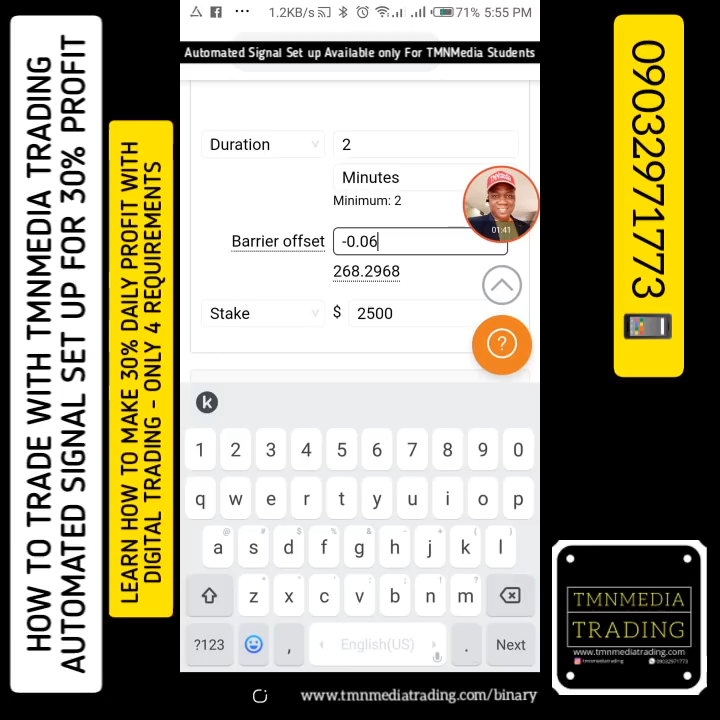 HOW TO TRADE WITH TMNMEDIA TRADING
AUTOMATED SIGNAL SET UP FOR 30% PROFIT
LEARN HOW TO MAKE 30% DAILY PROFIT WITH
DIGITAL TRADING - ONLY 4 REQUIREMENTS
... 1.2KB/s 71% 5:55 PM
Automated Signal Set up Available only For TMNMedia Students
Duration 2
Minutes
Minimum: 2
01:41
Barrier offset -0.06
268.2968
Stake $ 2500
?
k
1 2 3 4 5 6 7 8 9 0
q w e r t y u i o p
@ # $ % & - + ( )
a s d f g h j k l
z x c v b n m
?123 , English(US) . Next
www.tmnmediatrading.com/binary
09032971773
TMNMEDIA
TRADING
www.tmnmediatrading.com
tmnmediatrading 09032971773